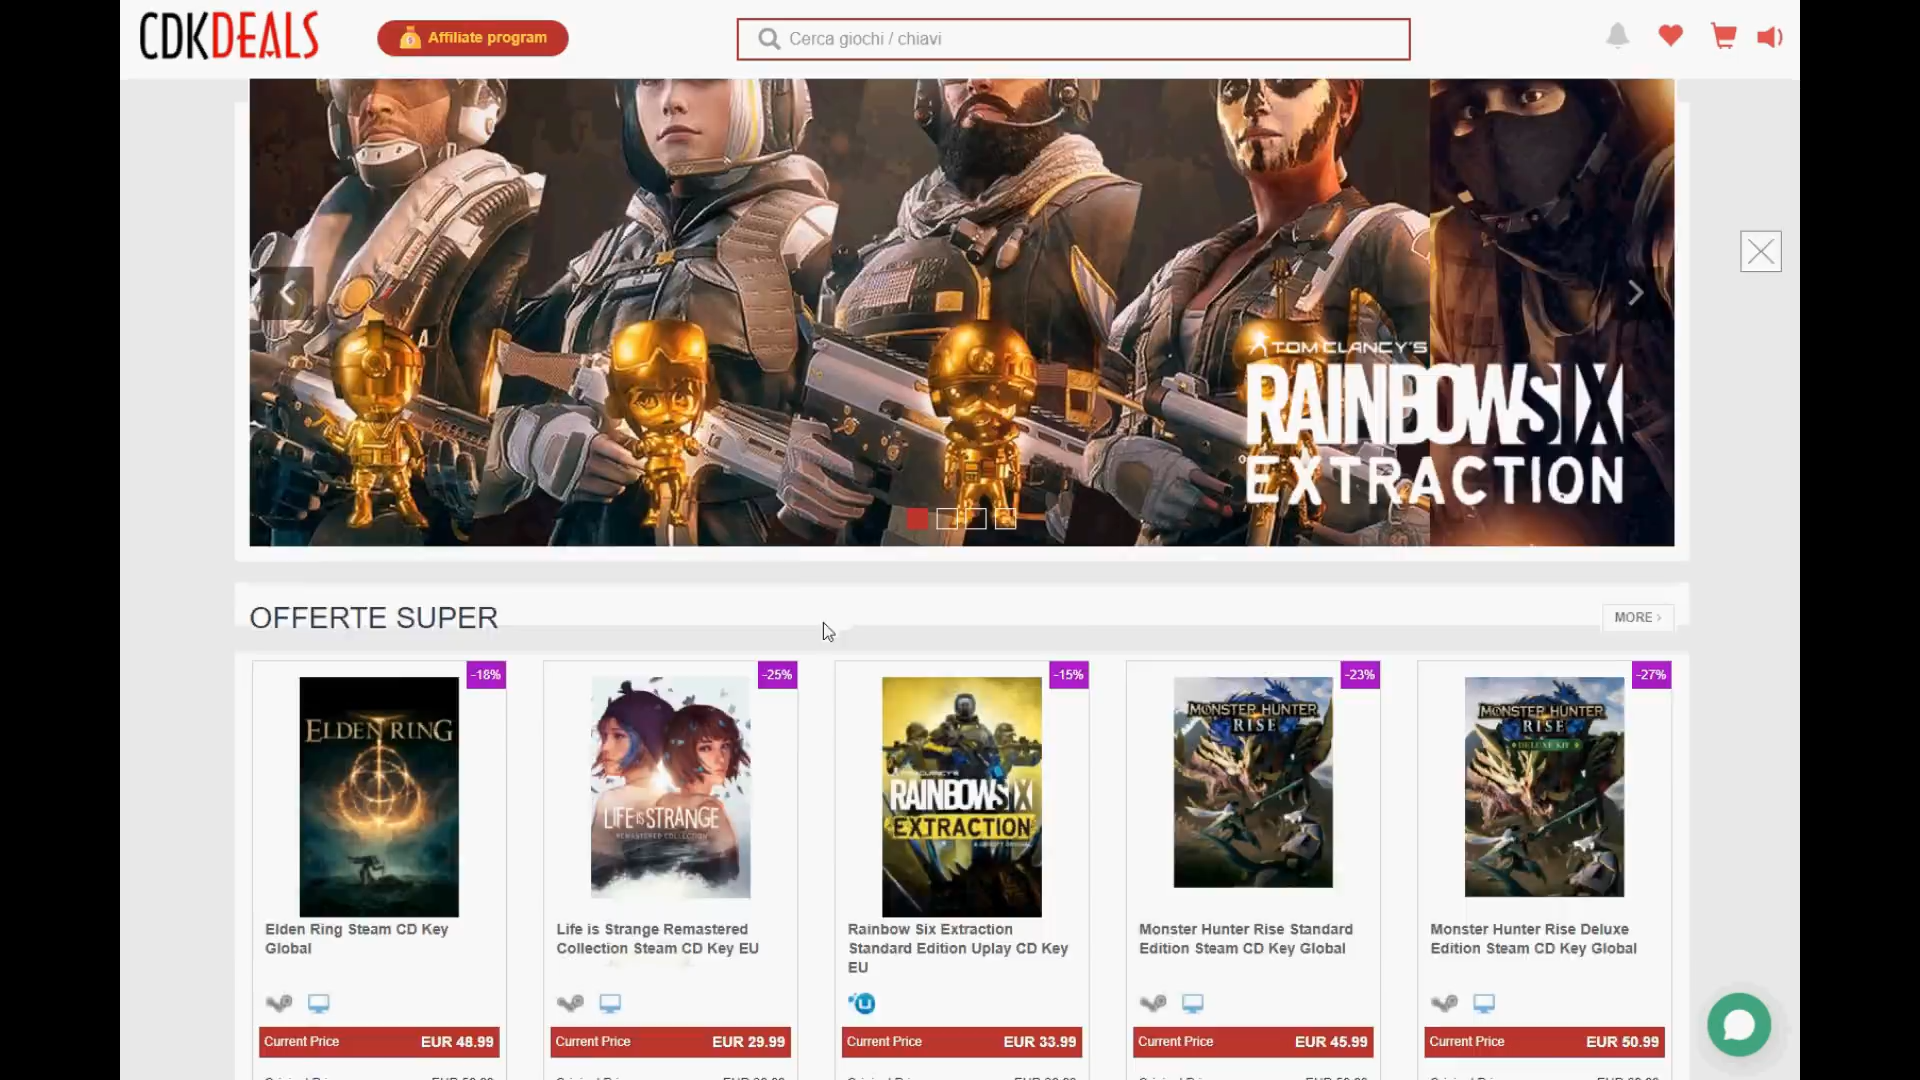 CDKDEALS
Affiliate program
Cerca giochi / chiavi
TOM CLANCY'S
RAINBOW SIX
EXTRACTION
OFFERTE SUPER
MORE ›
-18%
-25%
-15%
-23%
-27%
ELDEN RING
LIFE IS STRANGE
REMASTERED COLLECTION
RAINBOW SIX
EXTRACTION
MONSTER HUNTER
RISE
MONSTER HUNTER
RISE
DELUXE KIT
Elden Ring Steam CD Key
Global
Life is Strange Remastered
Collection Steam CD Key EU
Rainbow Six Extraction
Standard Edition Uplay CD Key
EU
Monster Hunter Rise Standard
Edition Steam CD Key Global
Monster Hunter Rise Deluxe
Edition Steam CD Key Global
Current Price EUR 48.99
Current Price EUR 29.99
Current Price EUR 33.99
Current Price EUR 45.99
Current Price EUR 50.99